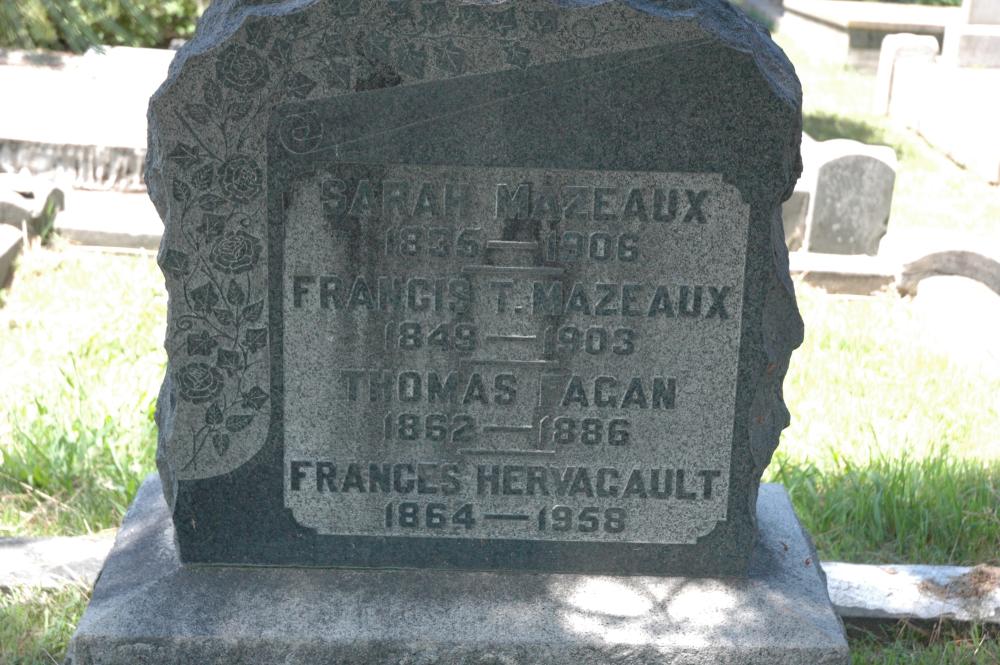 SARAH MAZEAUX
1835 — 1906
FRANCIS T. MAZEAUX
1849 — 1903
THOMAS FAGAN
1862 — 1886
FRANCES HERVAGAULT
1864 — 1958